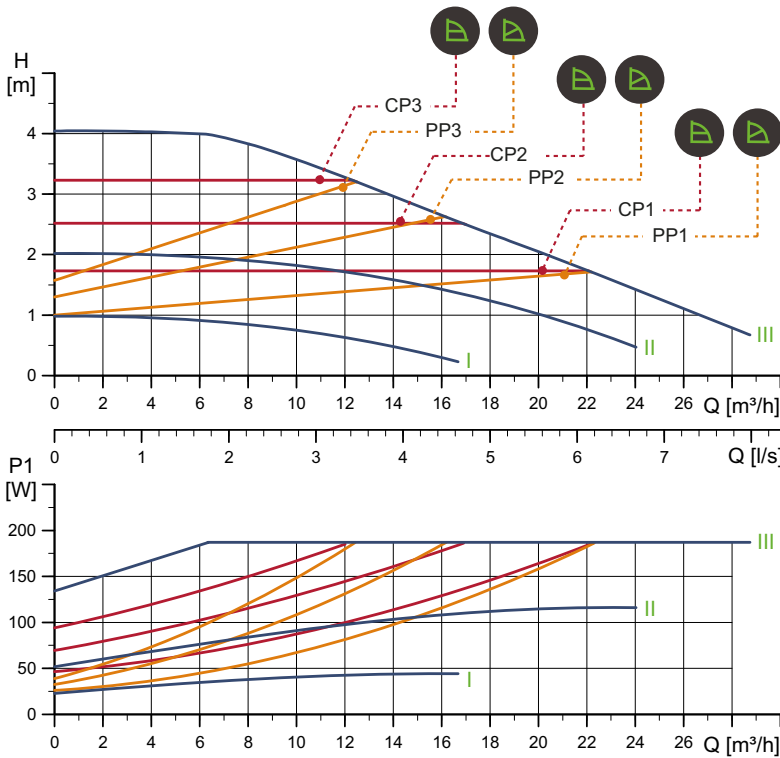 H
[m]
CP3
PP3
CP2
PP2
CP1
PP1
4
3
2
1
0
I
II
III
0 2 4 6 8 10 12 14 16 18 20 22 24 26 Q [m³/h]
0 1 2 3 4 5 6 7 Q [l/s]
P1
[W]
200
150
100
50
0
III
II
I
0 2 4 6 8 10 12 14 16 18 20 22 24 26 Q [m³/h]